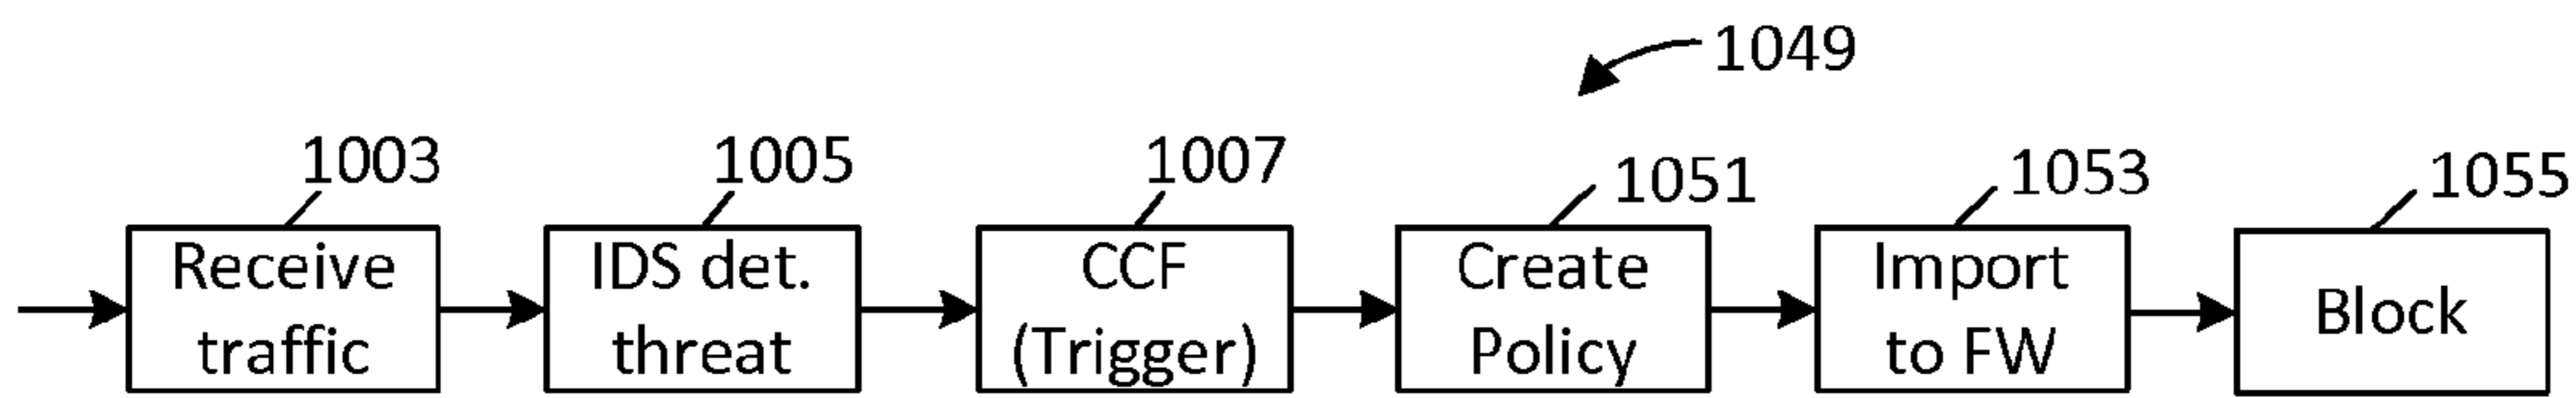 1049
1003
1005
1007
1051
1053
1055
Receive
traffic
IDS det.
threat
CCF
(Trigger)
Create
Policy
Import
to FW
Block